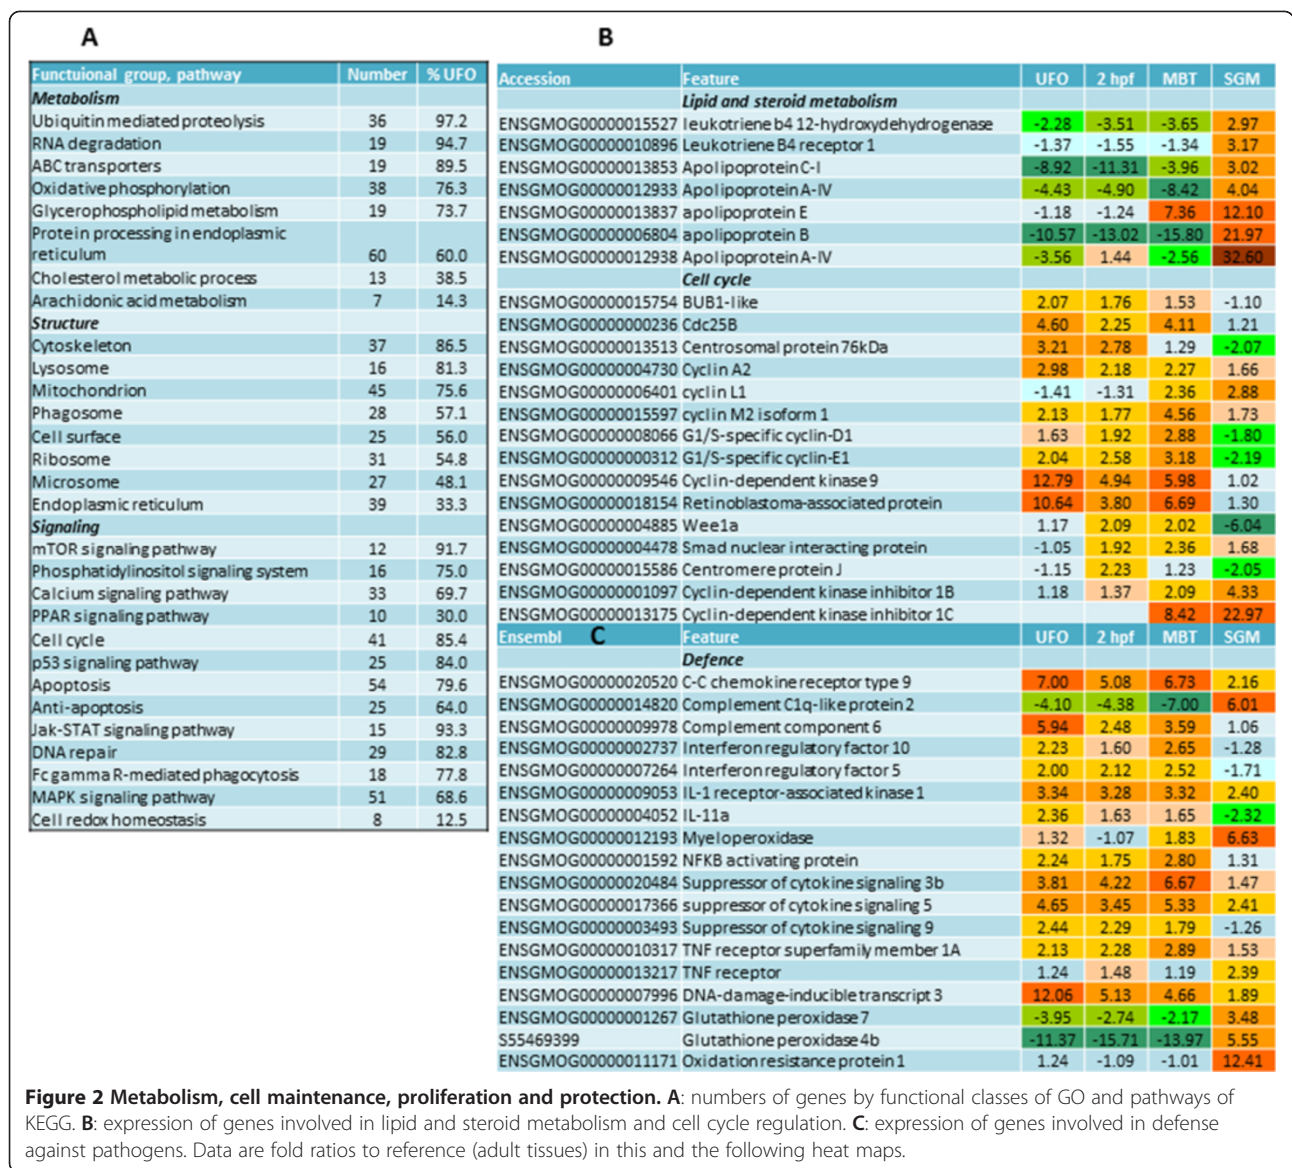 A
Functuional group, pathway Number % UFO
Metabolism
Ubiquitin mediated proteolysis 36 97.2
RNA degradation 19 94.7
ABC transporters 19 89.5
Oxidative phosphorylation 38 76.3
Glycerophospholipid metabolism 19 73.7
Protein processing in endoplasmic
reticulum 60 60.0
Cholesterol metabolic process 13 38.5
Arachidonic acid metabolism 7 14.3
Structure
Cytoskeleton 37 86.5
Lysosome 16 81.3
Mitochondrion 45 75.6
Phagosome 28 57.1
Cell surface 25 56.0
Ribosome 31 54.8
Microsome 27 48.1
Endoplasmic reticulum 39 33.3
Signaling
mTOR signaling pathway 12 91.7
Phosphatidylinositol signaling system 16 75.0
Calcium signaling pathway 33 69.7
PPAR signaling pathway 10 30.0
Cell cycle 41 85.4
p53 signaling pathway 25 84.0
Apoptosis 54 79.6
Anti-apoptosis 25 64.0
Jak-STAT signaling pathway 15 93.3
DNA repair 29 82.8
Fc gamma R-mediated phagocytosis 18 77.8
MAPK signaling pathway 51 68.6
Cell redox homeostasis 8 12.5
B
Accession Feature UFO 2 hpf MBT SGM
Lipid and steroid metabolism
ENSGMOG00000015527 leukotriene b4 12-hydroxydehydrogenase -2.28 -3.51 -3.65 2.97
ENSGMOG00000010896 Leukotriene B4 receptor 1 -1.37 -1.55 -1.34 3.17
ENSGMOG00000013853 Apolipoprotein C-I -8.92 -11.31 -3.96 3.02
ENSGMOG00000012933 Apolipoprotein A-IV -4.43 -4.90 -8.42 4.04
ENSGMOG00000013837 apolipoprotein E -1.18 -1.24 7.36 12.10
ENSGMOG00000006804 apolipoprotein B -10.57 -13.02 -15.80 21.97
ENSGMOG00000012938 Apolipoprotein A-IV -3.56 1.44 -2.56 32.60
Cell cycle
ENSGMOG00000015754 BUB1-like 2.07 1.76 1.53 -1.10
ENSGMOG00000000236 Cdc25B 4.60 2.25 4.11 1.21
ENSGMOG00000013513 Centrosomal protein 76kDa 3.21 2.78 1.29 -2.07
ENSGMOG00000004730 Cyclin A2 2.98 2.18 2.27 1.66
ENSGMOG00000006401 cyclin L1 -1.41 -1.31 2.36 2.88
ENSGMOG00000015597 cyclin M2 isoform 1 2.13 1.77 4.56 1.73
ENSGMOG00000008066 G1/S-specific cyclin-D1 1.63 1.92 2.88 -1.80
ENSGMOG00000000312 G1/S-specific cyclin-E1 2.04 2.58 3.18 -2.19
ENSGMOG00000009546 Cyclin-dependent kinase 9 12.79 4.94 5.98 1.02
ENSGMOG00000018154 Retinoblastoma-associated protein 10.64 3.80 6.69 1.30
ENSGMOG00000004885 Wee1a 1.17 2.09 2.02 -6.04
ENSGMOG00000004478 Smad nuclear interacting protein -1.05 1.92 2.36 1.68
ENSGMOG00000015586 Centromere protein J -1.15 2.23 1.23 -2.05
ENSGMOG00000001097 Cyclin-dependent kinase inhibitor 1B 1.18 1.37 2.09 4.33
ENSGMOG00000013175 Cyclin-dependent kinase inhibitor 1C 8.42 22.97
Ensembl C Feature UFO 2 hpf MBT SGM
Defence
ENSGMOG00000020520 C-C chemokine receptor type 9 7.00 5.08 6.73 2.16
ENSGMOG00000014820 Complement C1q-like protein 2 -4.10 -4.38 -7.00 6.01
ENSGMOG00000009978 Complement component 6 5.94 2.48 3.59 1.06
ENSGMOG00000002737 Interferon regulatory factor 10 2.23 1.60 2.65 -1.28
ENSGMOG00000007264 Interferon regulatory factor 5 2.00 2.12 2.52 -1.71
ENSGMOG00000009053 IL-1 receptor-associated kinase 1 3.34 3.28 3.32 2.40
ENSGMOG00000004052 IL-11a 2.36 1.63 1.65 -2.32
ENSGMOG00000012193 Myeloperoxidase 1.32 -1.07 1.83 6.63
ENSGMOG00000001592 NFKB activating protein 2.24 1.75 2.80 1.31
ENSGMOG00000020484 Suppressor of cytokine signaling 3b 3.81 4.22 6.67 1.47
ENSGMOG00000017366 suppressor of cytokine signaling 5 4.65 3.45 5.33 2.41
ENSGMOG00000003493 Suppressor of cytokine signaling 9 2.44 2.29 1.79 -1.26
ENSGMOG00000010317 TNF receptor superfamily member 1A 2.13 2.28 2.89 1.53
ENSGMOG00000013217 TNF receptor 1.24 1.48 1.19 2.39
ENSGMOG00000007996 DNA-damage-inducible transcript 3 12.06 5.13 4.66 1.89
ENSGMOG00000001267 Glutathione peroxidase 7 -3.95 -2.74 -2.17 3.48
S55469399 Glutathione peroxidase 4b -11.37 -15.71 -13.97 5.55
ENSGMOG00000011171 Oxidation resistance protein 1 1.24 -1.09 -1.01 12.41
Figure 2 Metabolism, cell maintenance, proliferation and protection. A: numbers of genes by functional classes of GO and pathways of
KEGG. B: expression of genes involved in lipid and steroid metabolism and cell cycle regulation. C: expression of genes involved in defense
against pathogens. Data are fold ratios to reference (adult tissues) in this and the following heat maps.